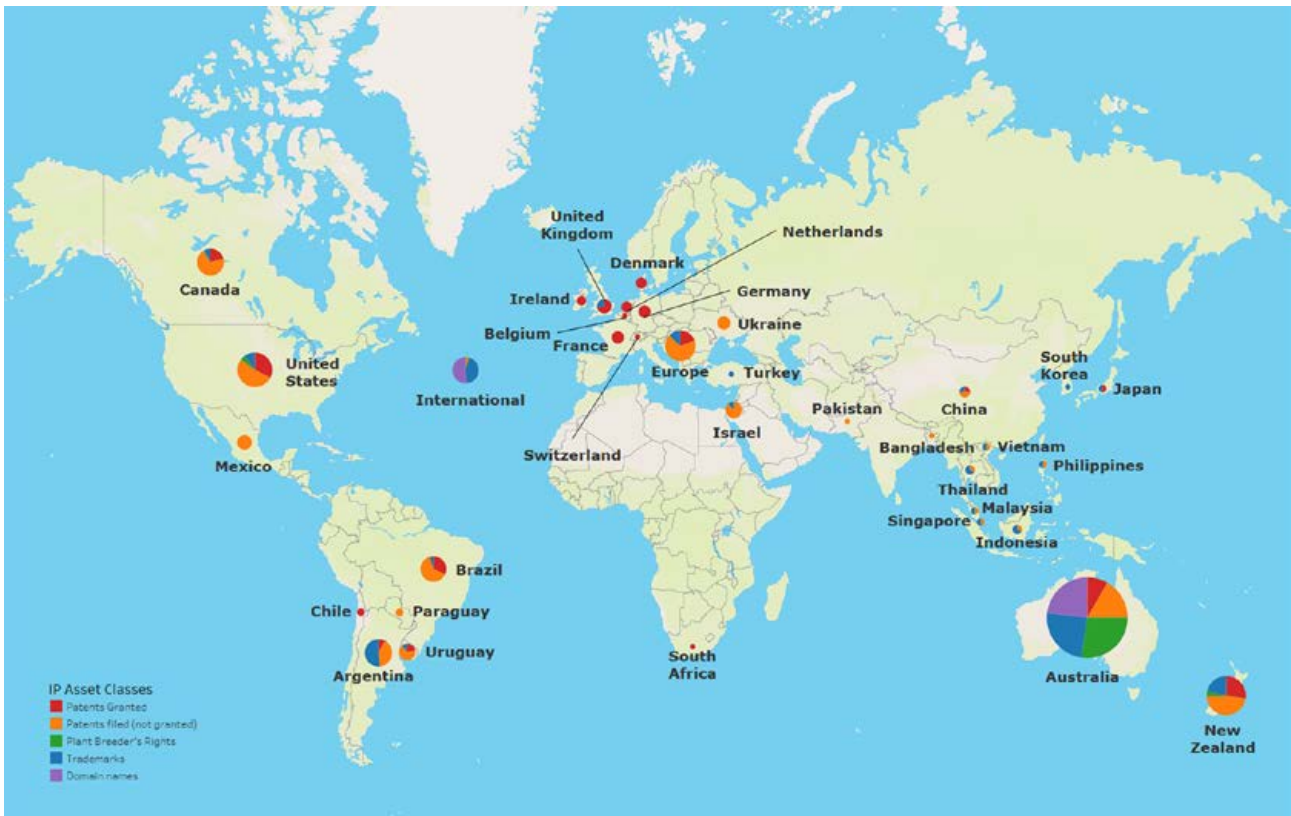 United
Kingdom
Netherlands
Denmark
Canada
Ireland
Germany
Belgium
Ukraine
France
United
States
Europe
Turkey
South
Korea
Japan
International
Pakistan
China
Israel
Bangladesh
Vietnam
Switzerland
Mexico
Philippines
Thailand
Malaysia
Singapore
Indonesia
Brazil
Chile
Paraguay
Uruguay
South
Africa
Argentina
Australia
New
Zealand
IP Asset Classes
Patents Granted
Patents filed (not granted)
Plant Breeder's Rights
Trademarks
Domain names